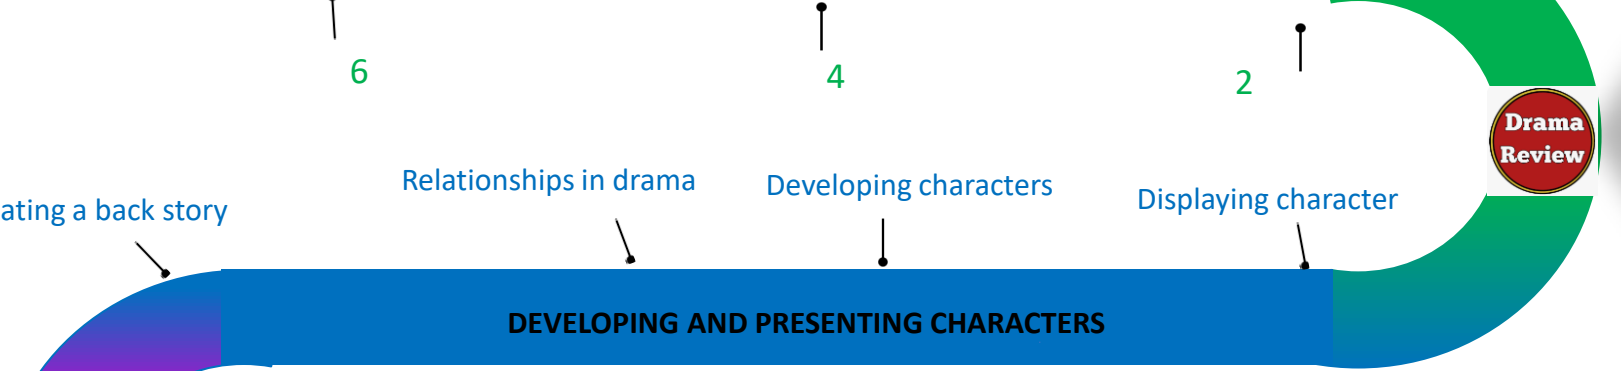 6
4
2
Drama
Review
Relationships in drama
Developing characters
Displaying character
ating a back story
DEVELOPING AND PRESENTING CHARACTERS